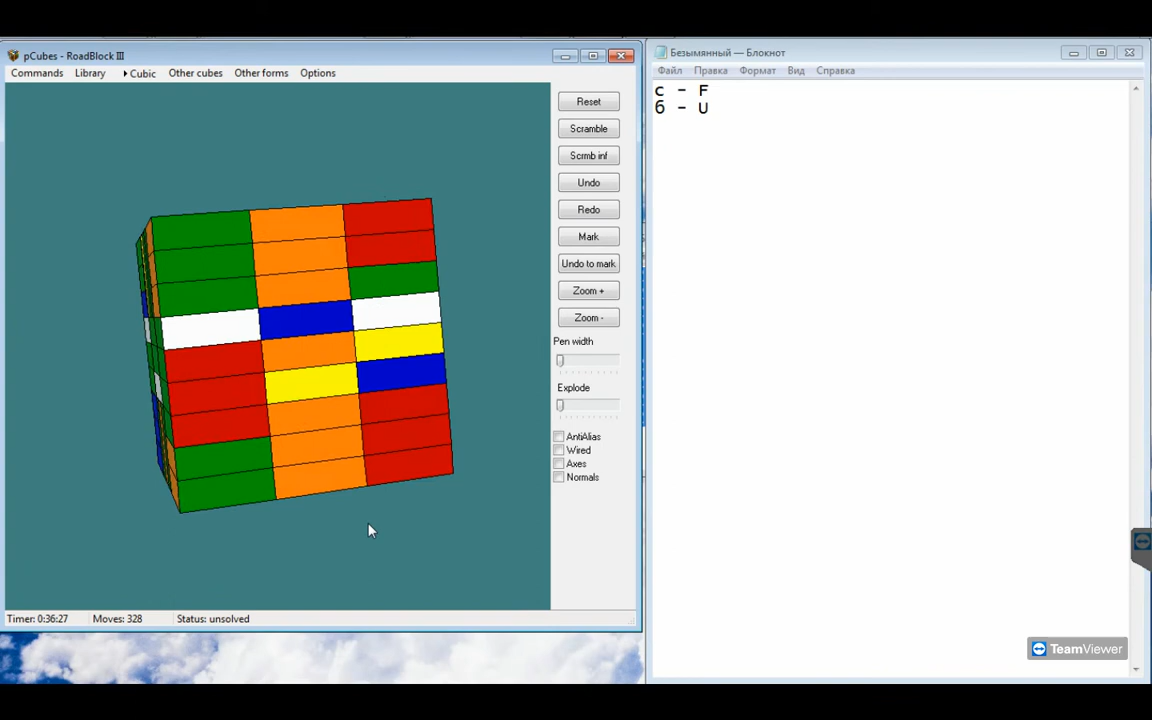 pCubes - RoadBlock III
Commands Library Cubic Other cubes Other forms Options
Reset
Scramble
Scrmb inf
Undo
Redo
Mark
Undo to mark
Zoom +
Zoom -
Pen width
Explode
AntiAlias
Wired
Axes
Normals
Timer: 0:36:27 Moves: 328 Status: unsolved
Безымянный — Блокнот
Файл Правка Формат Вид Справка
с - F
б - U
TeamViewer